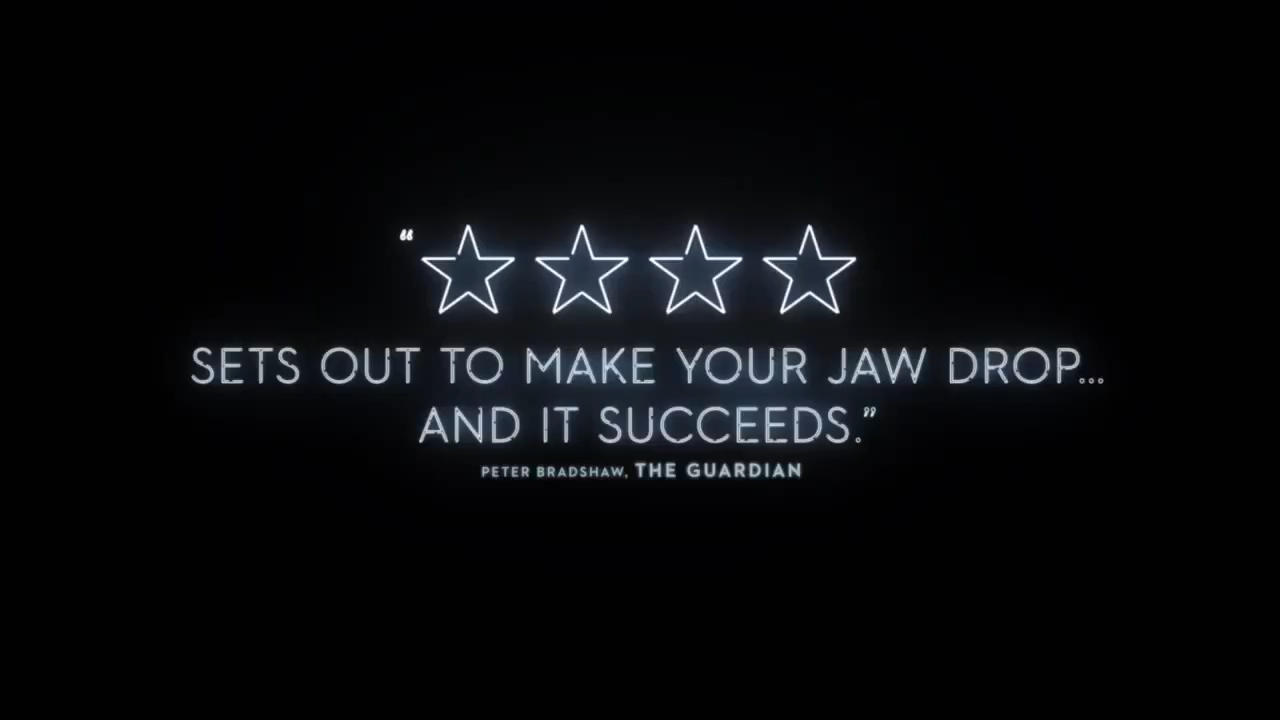 “
SETS OUT TO MAKE YOUR JAW DROP...
AND IT SUCCEEDS.”
PETER BRADSHAW, THE GUARDIAN